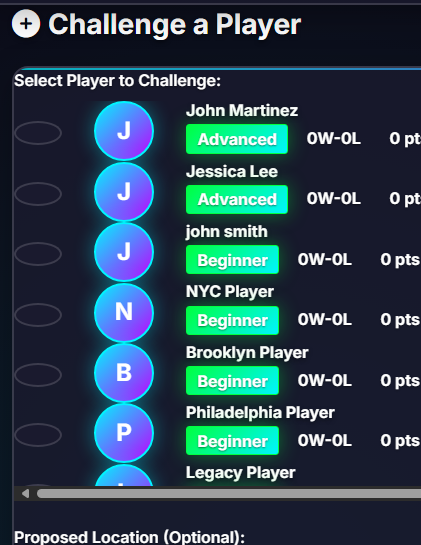 Challenge a Player
Select Player to Challenge:
J
John Martinez
Advanced 0W-0L 0 pts
J
Jessica Lee
Advanced 0W-0L 0 pt
J
john smith
Beginner 0W-0L 0 pts
N
NYC Player
Beginner 0W-0L 0 pts
B
Brooklyn Player
Beginner 0W-0L 0 pts
P
Philadelphia Player
Beginner 0W-0L 0 pts
Legacy Player
Proposed Location (Optional):